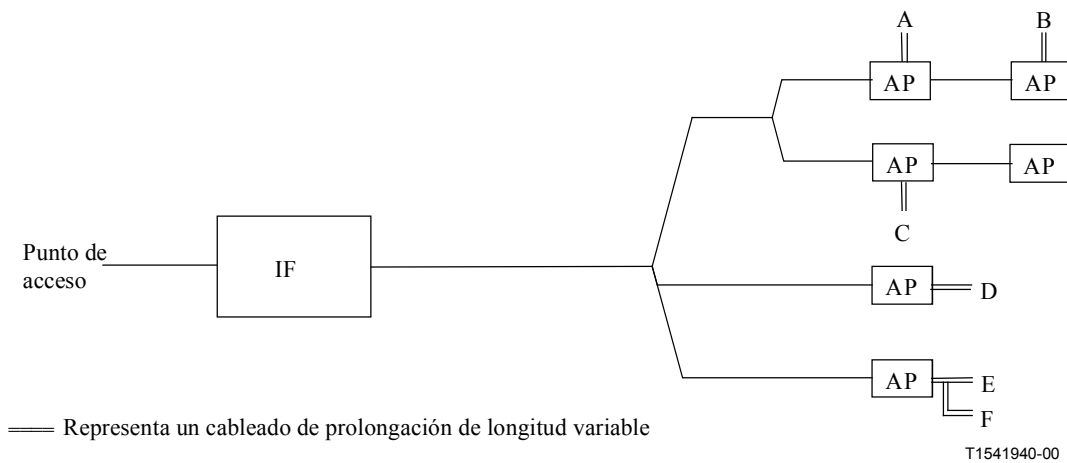 A
B
AP
AP
AP
AP
C
Punto de
acceso
IF
AP
D
AP
E
F
Representa un cableado de prolongación de longitud variable
T1541940-00